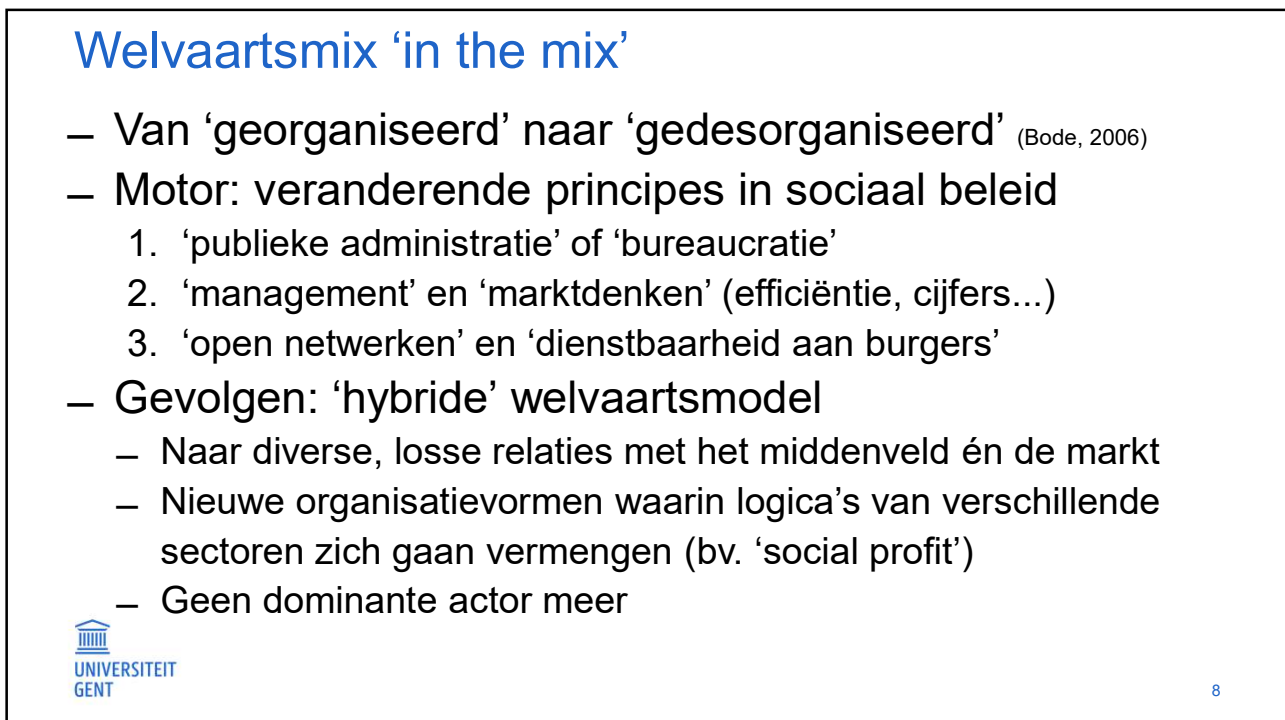 Welvaartsmix ‘in the mix’
– Van ‘georganiseerd’ naar ‘gedesorganiseerd’ (Bode, 2006)
– Motor: veranderende principes in sociaal beleid
1. ‘publieke administratie’ of ‘bureaucratie’
2. ‘management’ en ‘marktdenken’ (efficiëntie, cijfers...)
3. ‘open netwerken’ en ‘dienstbaarheid aan burgers’
– Gevolgen: ‘hybride’ welvaartsmodel
– Naar diverse, losse relaties met het middenveld én de markt
– Nieuwe organisatievormen waarin logica’s van verschillende
sectoren zich gaan vermengen (bv. ‘social profit’)
– Geen dominante actor meer
UNIVERSITEIT
GENT
8